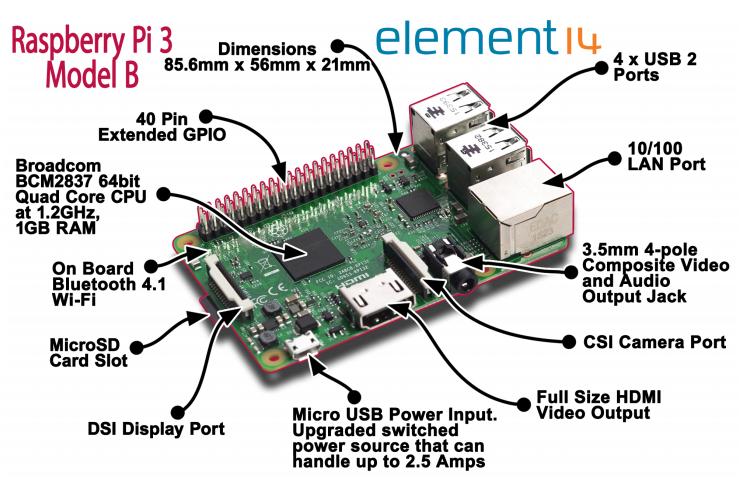 Raspberry Pi 3
Model B
Dimensions
85.6mm x 56mm x 21mm
element14
4 x USB 2
Ports
40 Pin
Extended GPIO
10/100
LAN Port
Broadcom
BCM2837 64bit
Quad Core CPU
at 1.2GHz,
1GB RAM
On Board
Bluetooth 4.1
Wi-Fi
3.5mm 4-pole
Composite Video
and Audio
Output Jack
MicroSD
Card Slot
CSI Camera Port
DSI Display Port
Full Size HDMI
Video Output
Micro USB Power Input.
Upgraded switched
power source that can
handle up to 2.5 Amps
HDMI